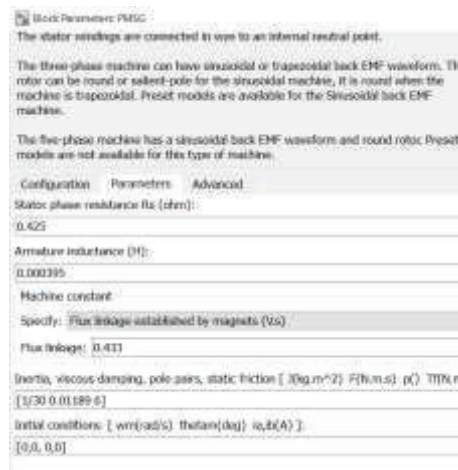 Block Parameters: PMSG
The stator windings are connected in wye to an internal neutral point.
The three-phase machine can have sinusoidal or trapezoidal back EMF waveform. Th
rotor can be round or salient-pole for the sinusoidal machine, it is round when the
machine is trapezoidal. Preset models are available for the Sinusoidal back EMF
machine.
The five-phase machine has a sinusoidal back EMF waveform and round rotor. Preset
models are not available for this type of machine.
Configuration Parameters Advanced
Stator phase resistance Rs (ohm):
0.425
Armature inductance (H):
0.000395
Machine constant
Specify: Flux linkage established by magnets (V.s)
Flux linkage: 0.433
Inertia, viscous damping, pole pairs, static friction [ J(kg.m^2) F(N.m.s) p() Tf(N.m
[1/30 0.01189 6]
Initial conditions [ wm(rad/s) thetam(deg) ia,ib(A) ]:
[0,0, 0,0]